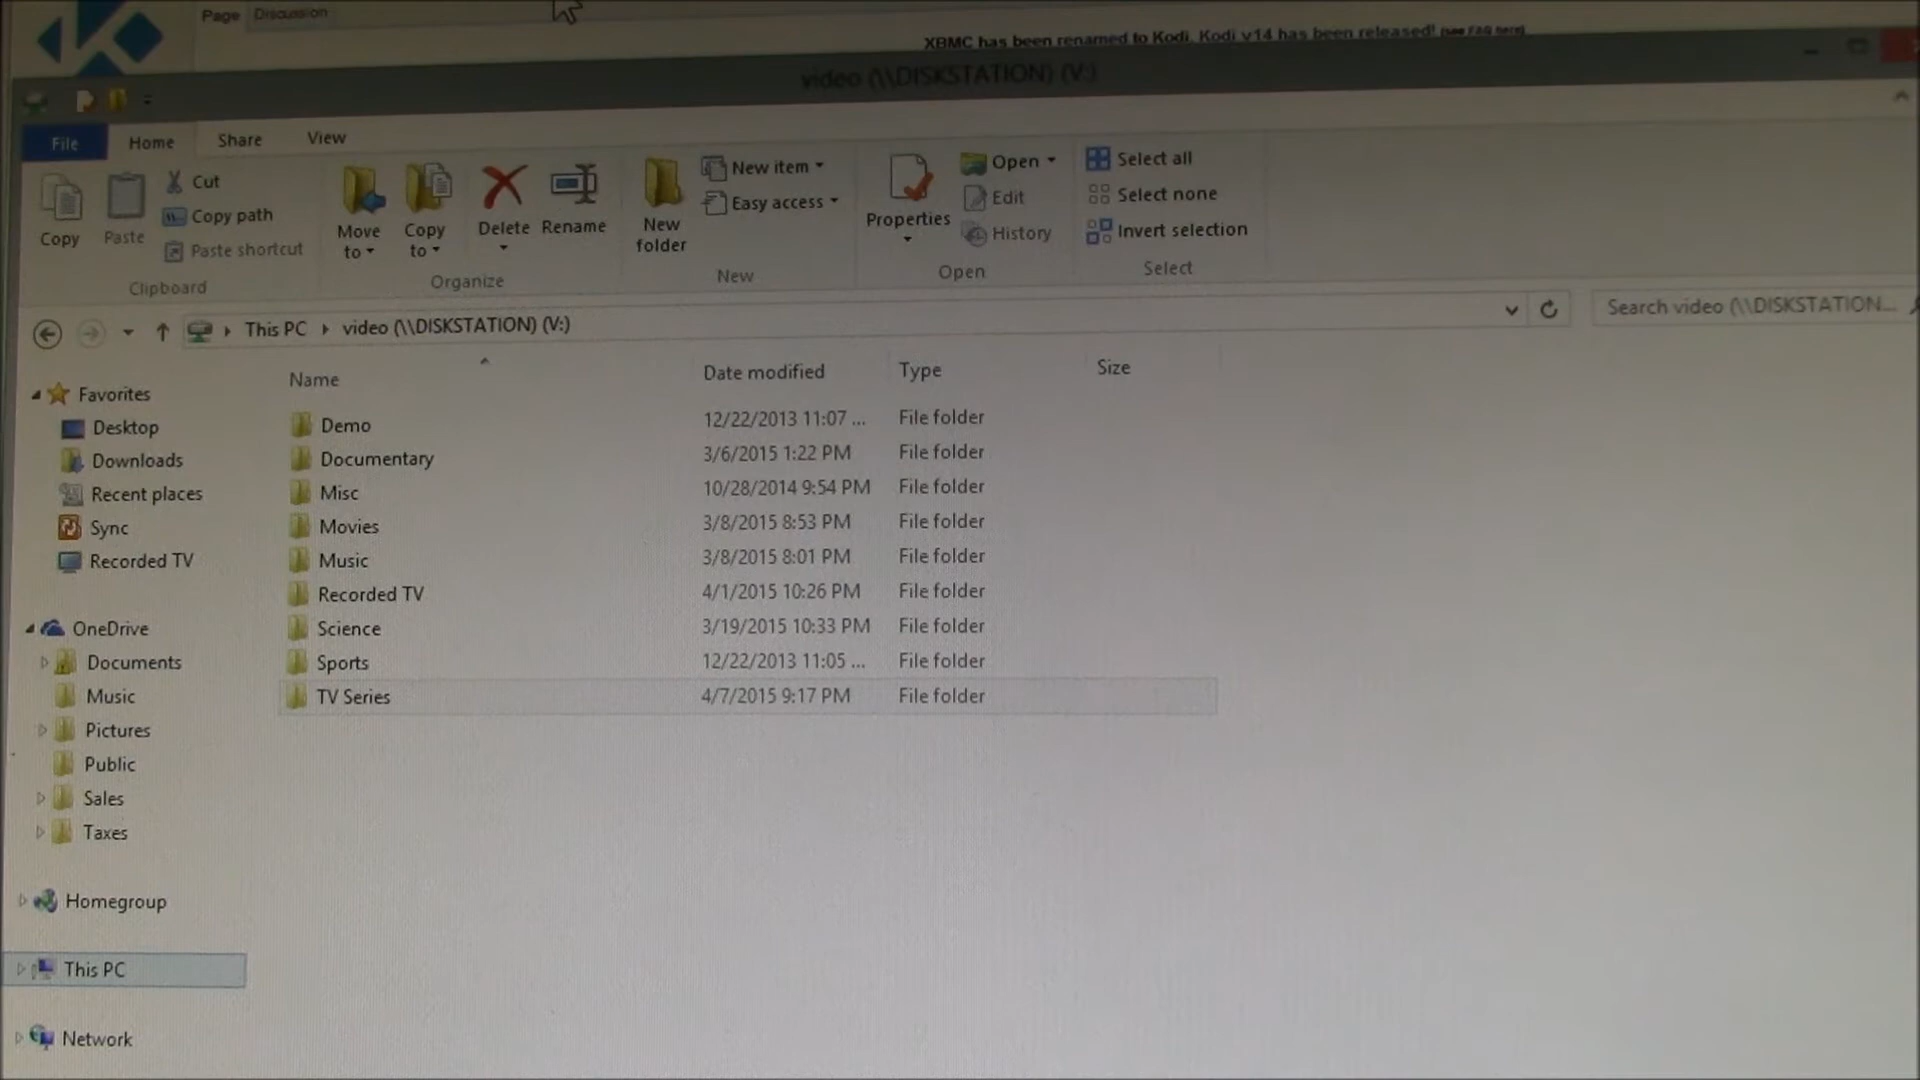 Page Discussion
XBMC has been renamed to Kodi. Kodi v14 has been released! (see FAQ here)
video (\\DISKSTATION) (V:)
File Home Share View
Copy
Paste
Cut
Copy path
Paste shortcut
Clipboard
Move to
Copy to
Delete
Rename
Organize
New folder
New item
Easy access
New
Properties
Open
Edit
History
Open
Select all
Select none
Invert selection
Select
This PC video (\\DISKSTATION) (V:)
Search video (\\DISKSTATION...
Favorites
Desktop
Downloads
Recent places
Sync
Recorded TV
OneDrive
Documents
Music
Pictures
Public
Sales
Taxes
Homegroup
This PC
Network
Name Date modified Type Size
Demo 12/22/2013 11:07 ... File folder
Documentary 3/6/2015 1:22 PM File folder
Misc 10/28/2014 9:54 PM File folder
Movies 3/8/2015 8:53 PM File folder
Music 3/8/2015 8:01 PM File folder
Recorded TV 4/1/2015 10:26 PM File folder
Science 3/19/2015 10:33 PM File folder
Sports 12/22/2013 11:05 ... File folder
TV Series 4/7/2015 9:17 PM File folder